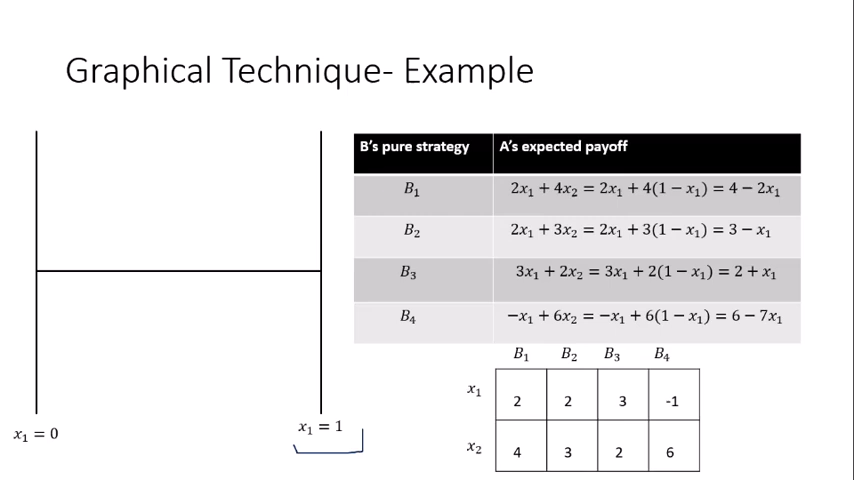 Graphical Technique- Example
B's pure strategy A's expected payoff
B₁ 2x₁ + 4x₂ = 2x₁ + 4(1 − x₁) = 4 − 2x₁
B₂ 2x₁ + 3x₂ = 2x₁ + 3(1 − x₁) = 3 − x₁
B₃ 3x₁ + 2x₂ = 3x₁ + 2(1 − x₁) = 2 + x₁
B₄ −x₁ + 6x₂ = −x₁ + 6(1 − x₁) = 6 − 7x₁
B₁ B₂ B₃ B₄
x₁ 2 2 3 -1
x₂ 4 3 2 6
x₁ = 0
x₁ = 1